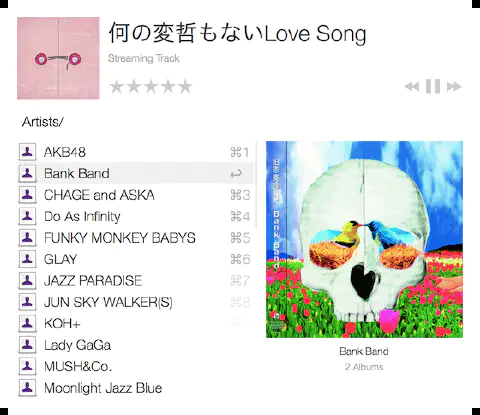 何の変哲もないLove Song
Streaming Track
Artists/
AKB48 ⌘1
Bank Band
CHAGE and ASKA ⌘3
Do As Infinity ⌘4
FUNKY MONKEY BABYS ⌘5
GLAY ⌘6
JAZZ PARADISE ⌘7
JUN SKY WALKER(S) ⌘8
KOH+
Lady GaGa
MUSH&Co.
Moonlight Jazz Blue
Bank Band
Bank Band
2 Albums